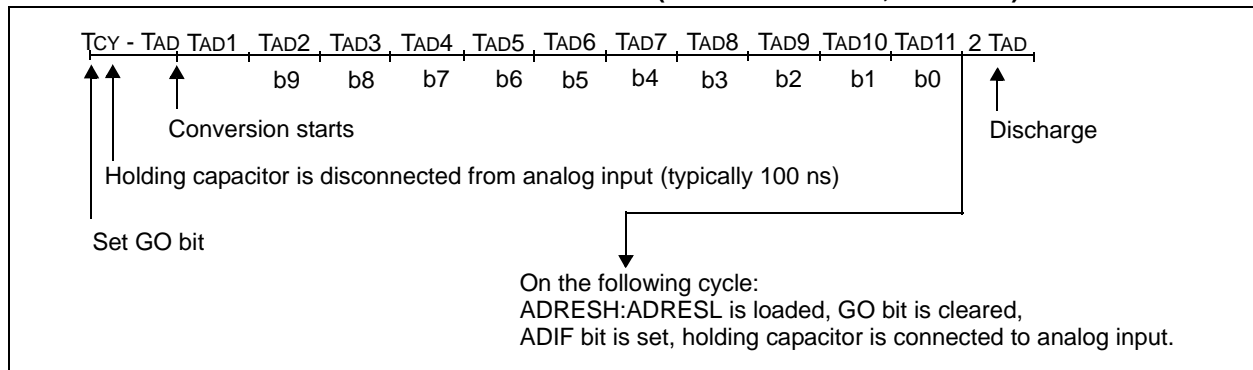 TCY - TAD TAD1 TAD2 TAD3 TAD4 TAD5 TAD6 TAD7 TAD8 TAD9 TAD10 TAD11 2 TAD
b9 b8 b7 b6 b5 b4 b3 b2 b1 b0
Conversion starts
Discharge
Holding capacitor is disconnected from analog input (typically 100 ns)
Set GO bit
On the following cycle:
ADRESH:ADRESL is loaded, GO bit is cleared,
ADIF bit is set, holding capacitor is connected to analog input.